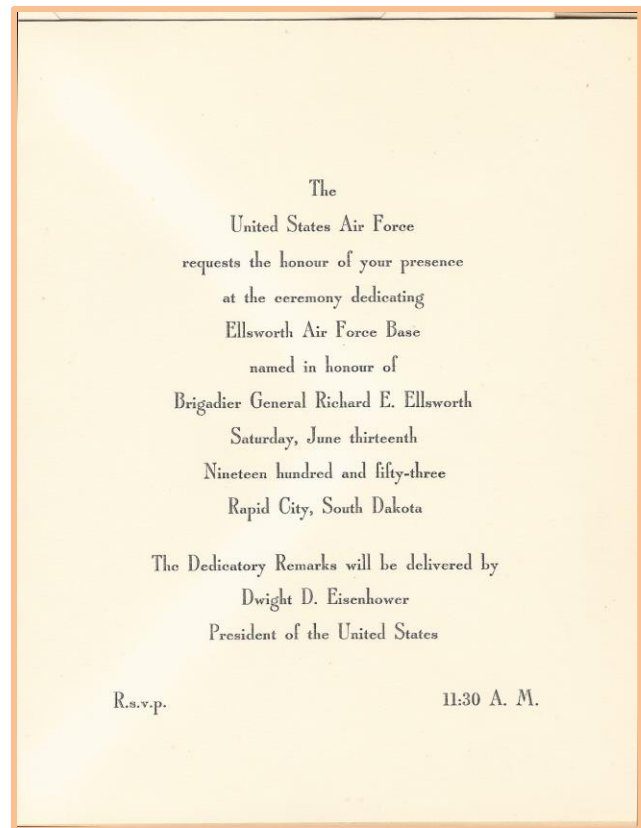 The
United States Air Force
requests the honour of your presence
at the ceremony dedicating
Ellsworth Air Force Base
named in honour of
Brigadier General Richard E. Ellsworth
Saturday, June thirteenth
Nineteen hundred and fifty-three
Rapid City, South Dakota
The Dedicatory Remarks will be delivered by
Dwight D. Eisenhower
President of the United States
R.s.v.p. 11:30 A. M.